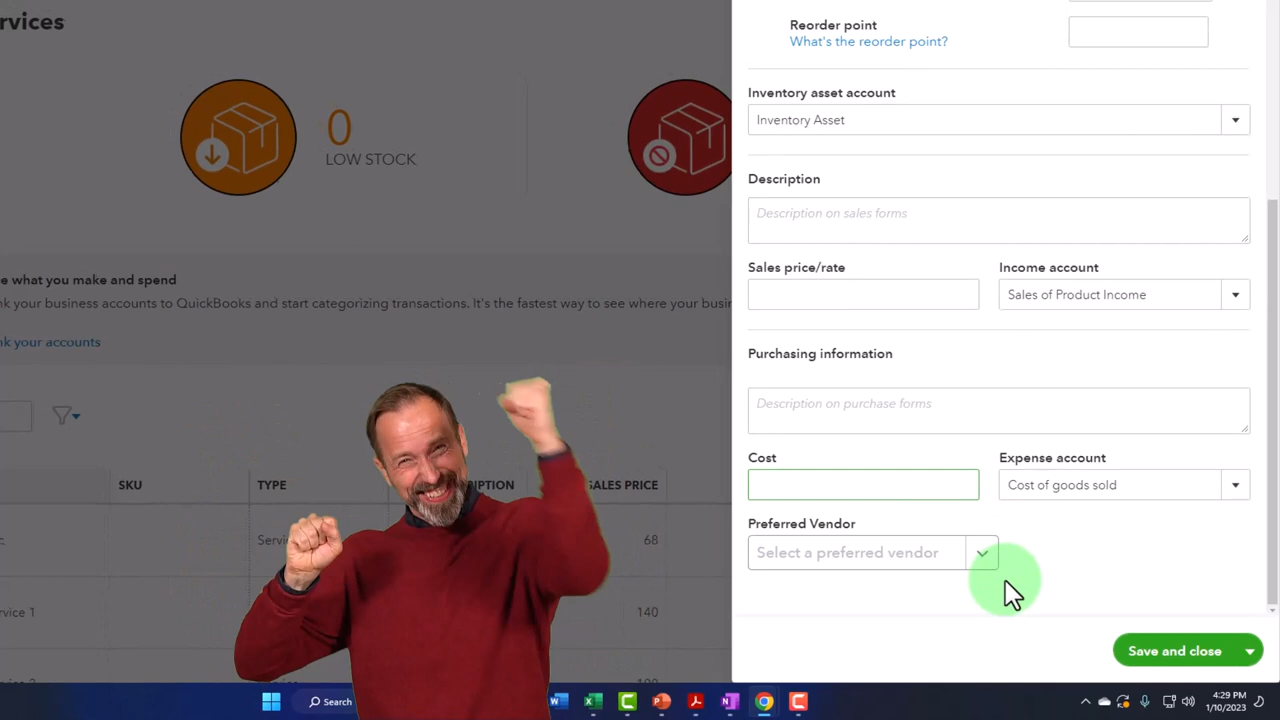 rvices
Reorder point
What's the reorder point?
Inventory asset account
Inventory Asset
0
LOW STOCK
Description
Description on sales forms
Sales price/rate Income account
Sales of Product Income
e what you make and spend
nk your business accounts to QuickBooks and start categorizing transactions. It's the fastest way to see where your busin
nk your accounts
Purchasing information
Description on purchase forms
Cost Expense account
Cost of goods sold
SKU TYPE PTION SALES PRICE
Preferred Vendor
Select a preferred vendor
c. Servi 68
rvice 1 140
Save and close
Search
4:29 PM
1/10/2023